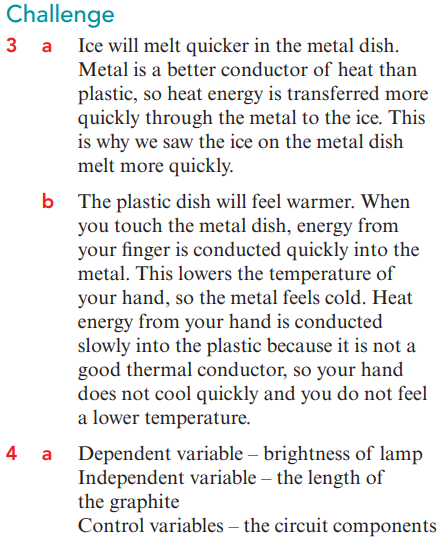 Challenge
3 a Ice will melt quicker in the metal dish.
Metal is a better conductor of heat than
plastic, so heat energy is transferred more
quickly through the metal to the ice. This
is why we saw the ice on the metal dish
melt more quickly.
b The plastic dish will feel warmer. When
you touch the metal dish, energy from
your finger is conducted quickly into the
metal. This lowers the temperature of
your hand, so the metal feels cold. Heat
energy from your hand is conducted
slowly into the plastic because it is not a
good thermal conductor, so your hand
does not cool quickly and you do not feel
a lower temperature.
4 a Dependent variable – brightness of lamp
Independent variable – the length of
the graphite
Control variables – the circuit components